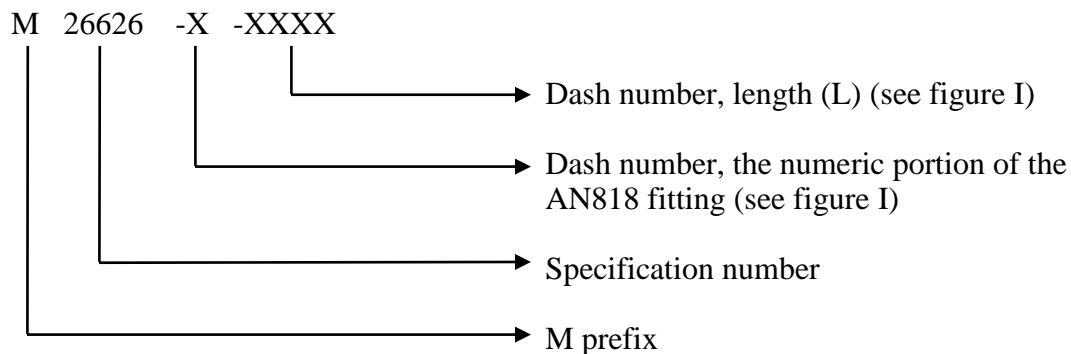 M 26626 -X -XXXX
Dash number, length (L) (see figure I)
Dash number, the numeric portion of the
AN818 fitting (see figure I)
Specification number
M prefix